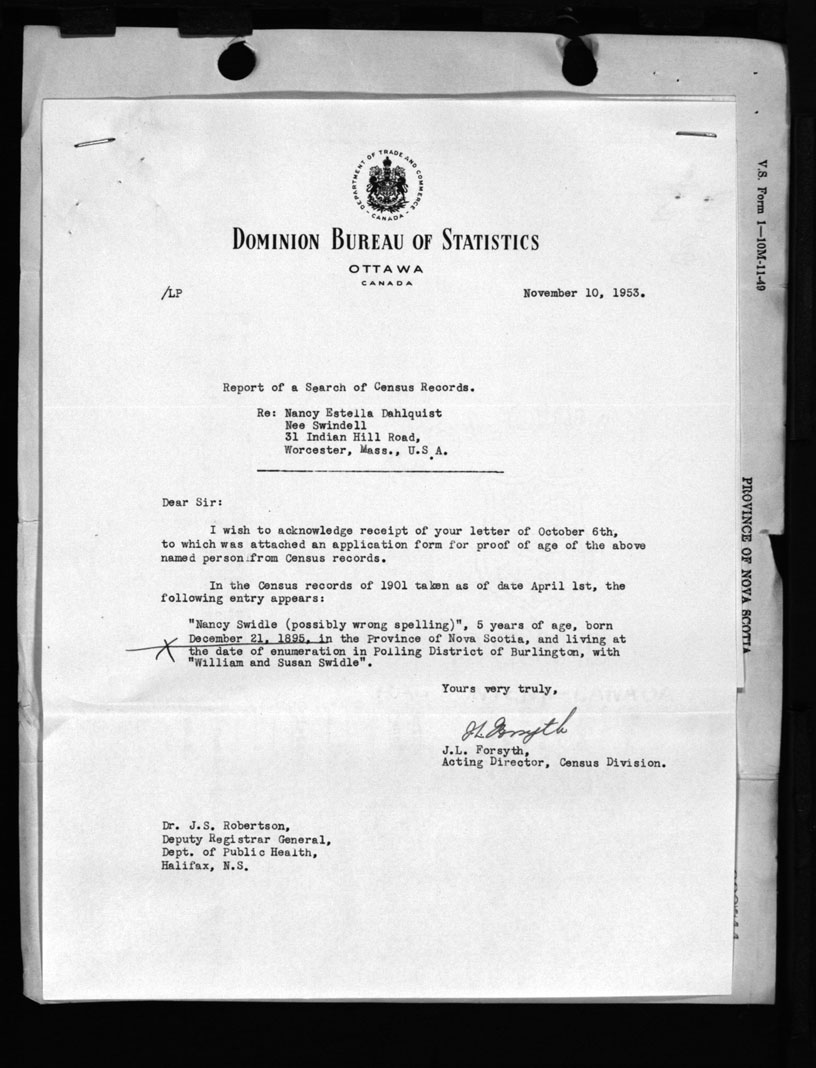 DEPARTMENT OF TRADE AND COMMERCE
- CANADA -
DOMINION BUREAU OF STATISTICS
OTTAWA
CANADA
/LP
November 10, 1953.
Report of a Search of Census Records.
Re: Nancy Estella Dahlquist
Nee Swindell
31 Indian Hill Road,
Worcester, Mass., U.S.A.
Dear Sir:
I wish to acknowledge receipt of your letter of October 6th,
to which was attached an application form for proof of age of the above
named person from Census records.
In the Census records of 1901 taken as of date April 1st, the
following entry appears:
"Nancy Swidle (possibly wrong spelling)", 5 years of age, born
December 21, 1895, in the Province of Nova Scotia, and living at
X the date of enumeration in Polling District of Burlington, with
"William and Susan Swidle".
Yours very truly,
J L Forsyth
J.L. Forsyth,
Acting Director, Census Division.
Dr. J.S. Robertson,
Deputy Registrar General,
Dept. of Public Health,
Halifax, N.S.
V.S. Form 1—10M-11-49
PROVINCE OF NOVA SCOTIA